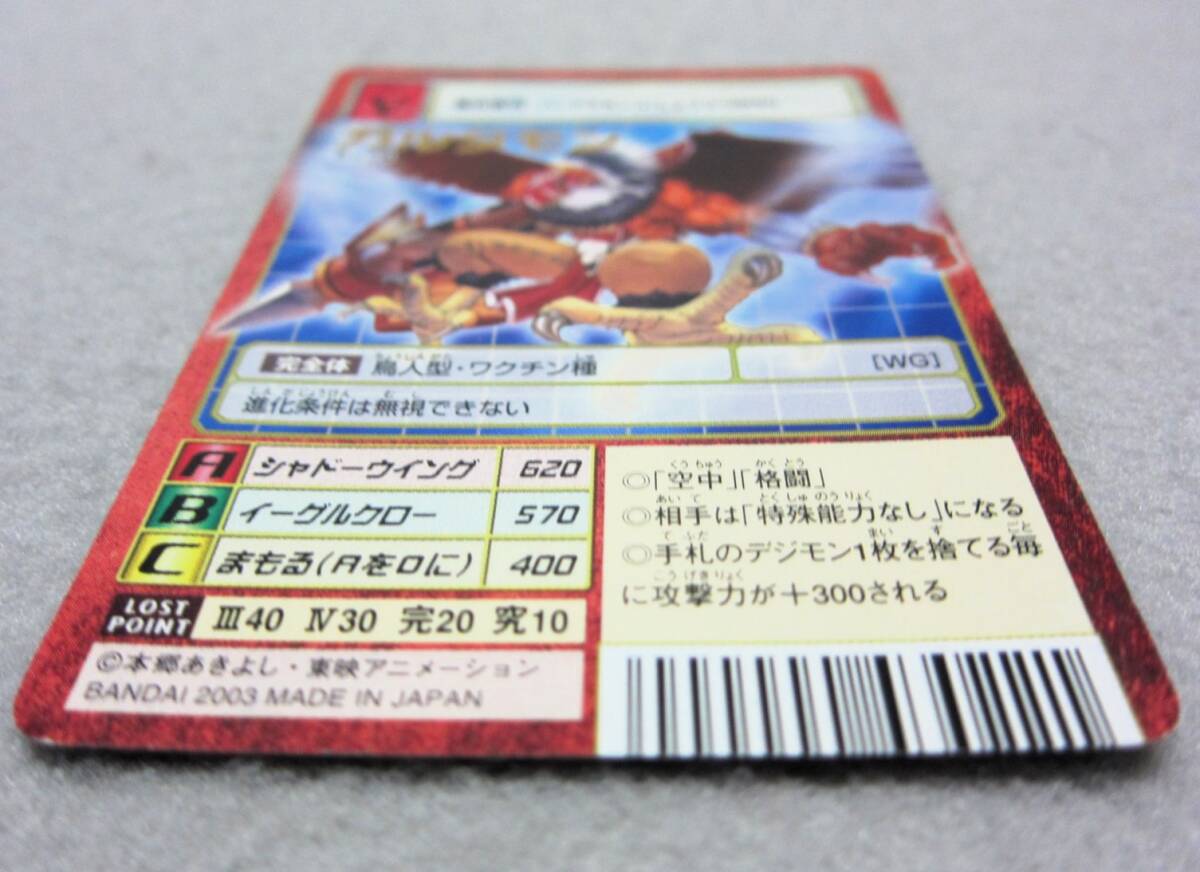 完全体 鳥人型・ワクチン種
[WG]
進化条件は無視できない
A シャドーウイング 620
B イーグルクロー 570
C まもる(Aを0に) 400
LOST POINT Ⅲ40 Ⅳ30 完20 究10
©本郷あきよし・東映アニメーション
BANDAI 2003 MADE IN JAPAN
◎「空中」「格闘」
◎相手は「特殊能力なし」になる
◎手札のデジモン1枚を捨てる毎
に攻撃力が+300される